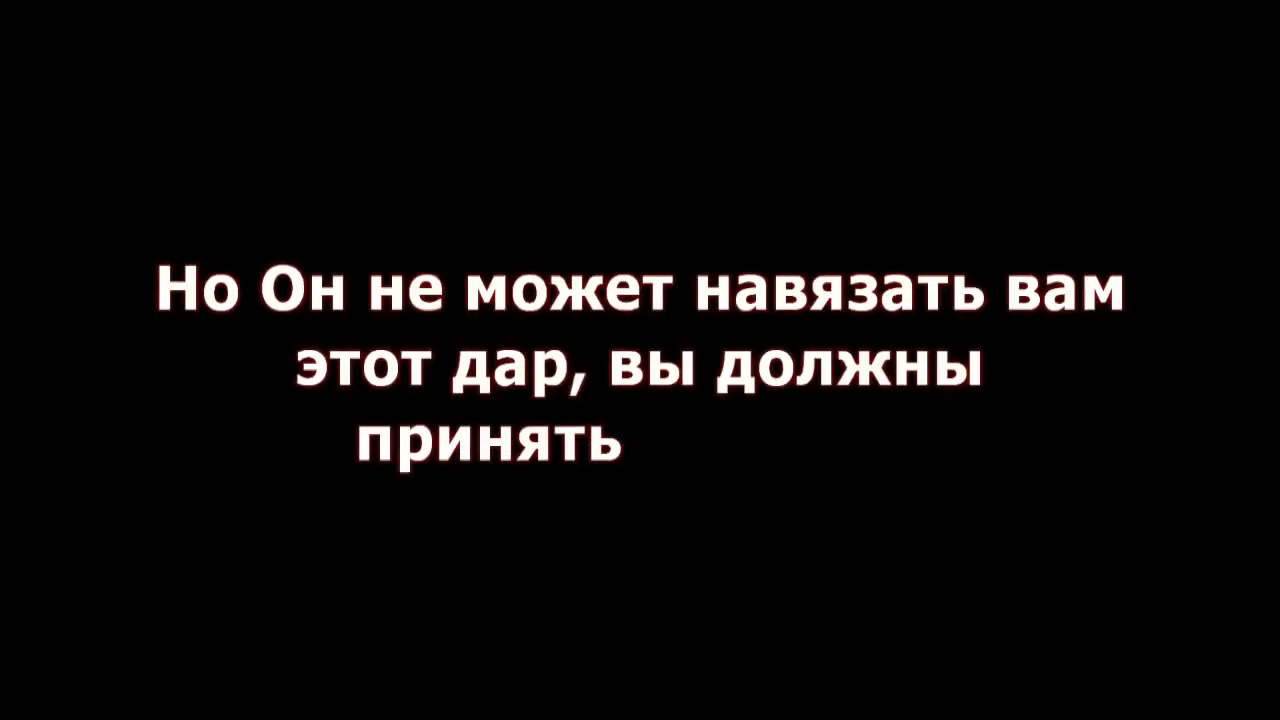 Но Он не может навязать вам
этот дар, вы должны
принять